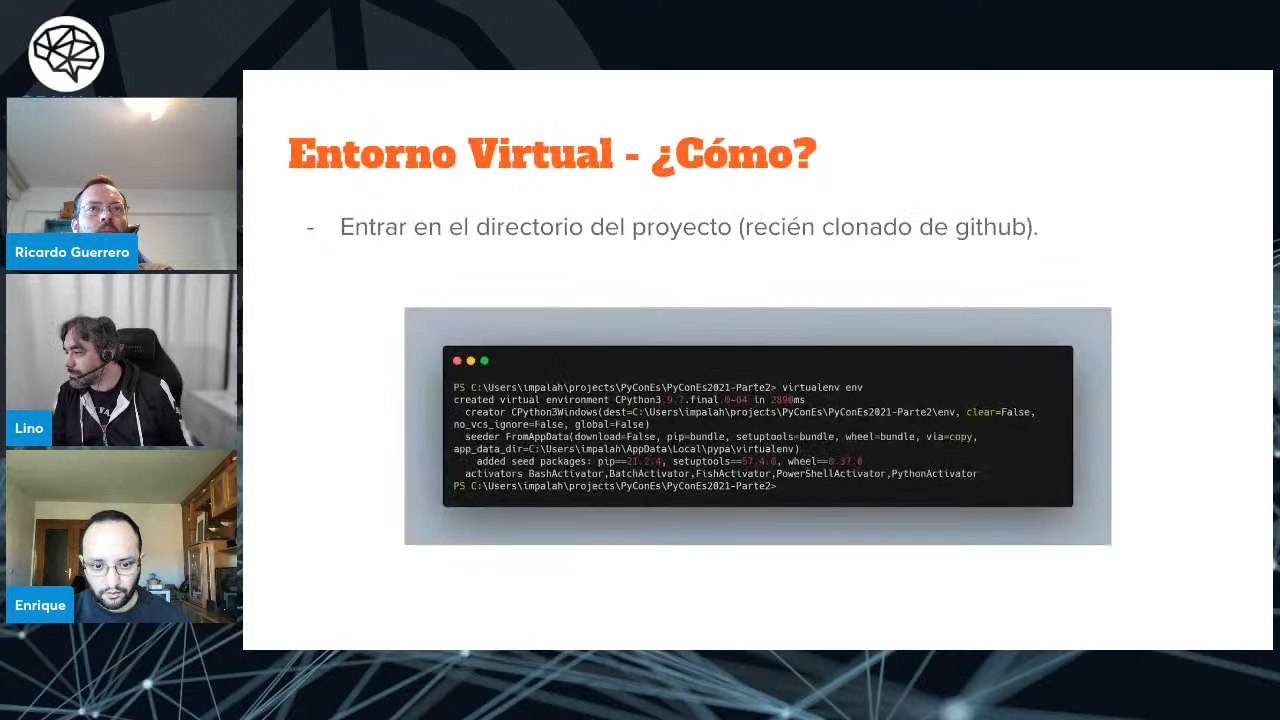 Entorno Virtual - ¿Cómo?
- Entrar en el directorio del proyecto (recién clonado de github).
PS C:\Users\impalah\projects\PyConEs\PyConEs2021-Parte2> virtualenv env
created virtual environment CPython3.9.7.final.0-64 in 2890ms
creator CPython3Windows(dest=C:\Users\impalah\projects\PyConEs\PyConEs2021-Parte2\env, clear=False,
no_vcs_ignore=False, global=False)
seeder FromAppData(download=False, pip=bundle, setuptools=bundle, wheel=bundle, via=copy,
app_data_dir=C:\Users\impalah\AppData\Local\pypa\virtualenv)
added seed packages: pip==21.2.4, setuptools==57.4.0, wheel==0.37.0
activators BashActivator,BatchActivator,FishActivator,PowerShellActivator,PythonActivator
PS C:\Users\impalah\projects\PyConEs\PyConEs2021-Parte2>
Ricardo Guerrero
Lino
Enrique